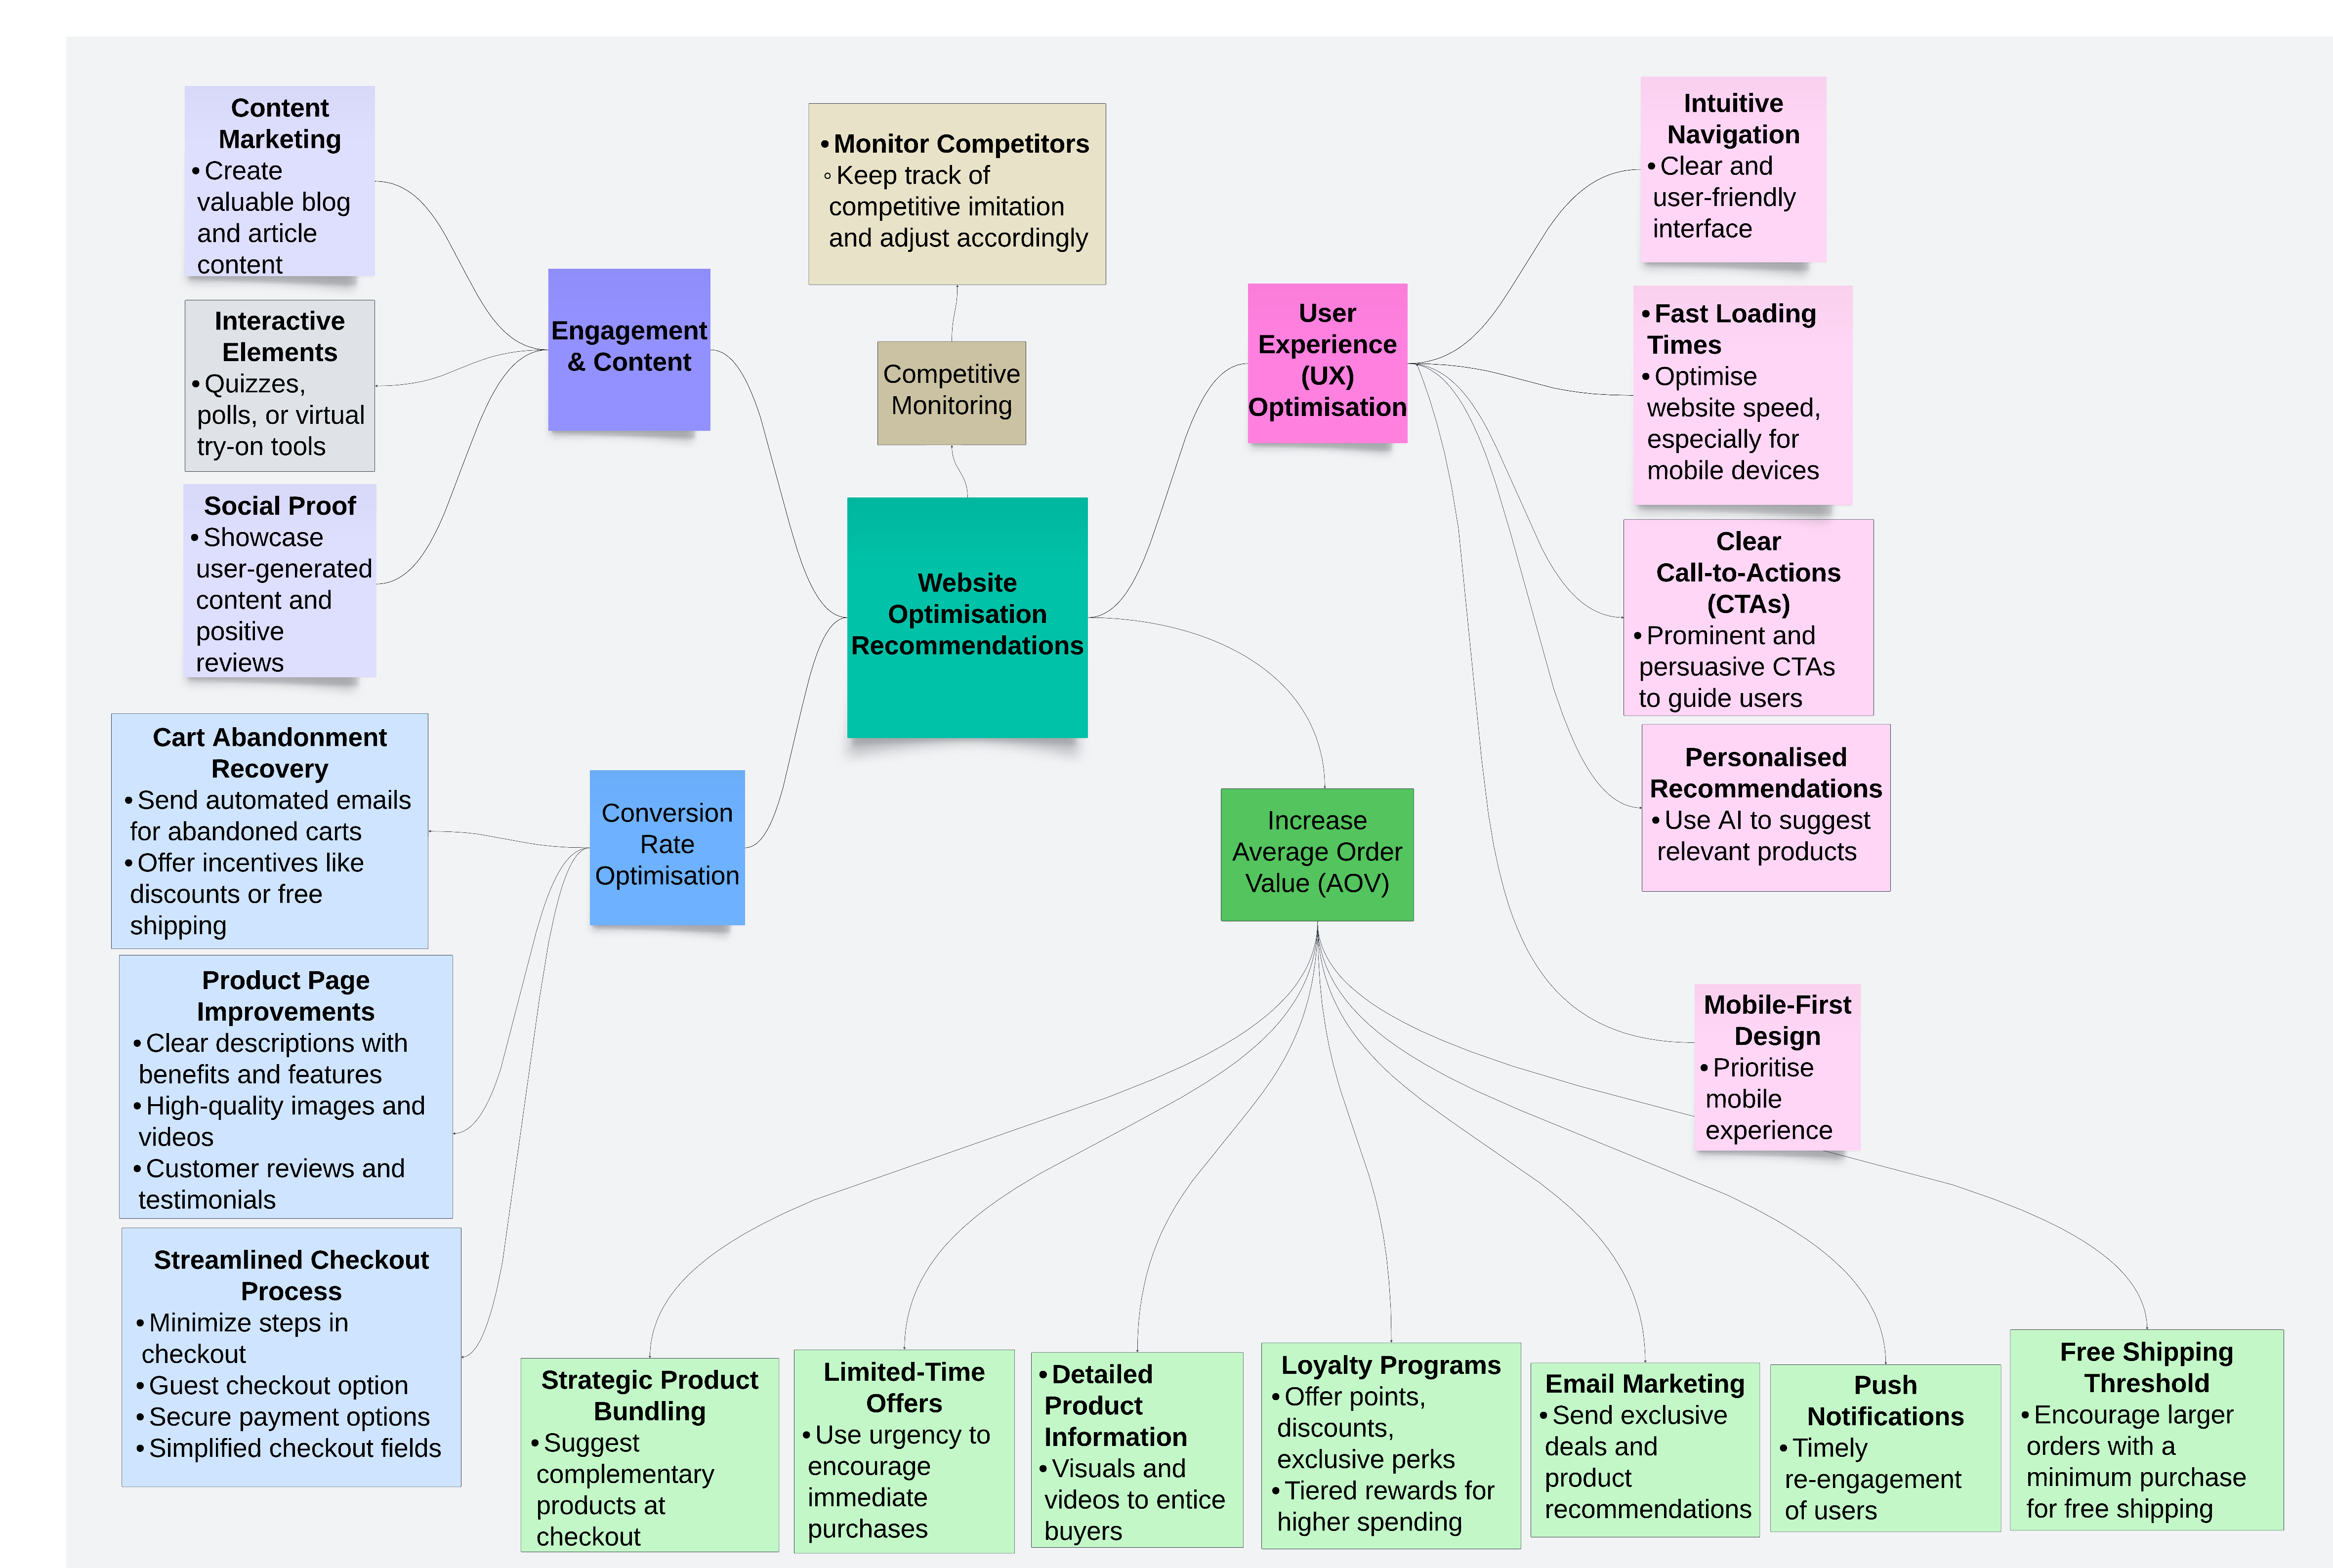 Content
Marketing
• Create
valuable blog
and article
content
Interactive
Elements
• Quizzes,
polls, or virtual
try-on tools
Social Proof
• Showcase
user-generated
content and
positive
reviews
Engagement
& Content
• Monitor Competitors
◦ Keep track of
competitive imitation
and adjust accordingly
Competitive
Monitoring
Website
Optimisation
Recommendations
User
Experience
(UX)
Optimisation
Intuitive
Navigation
• Clear and
user-friendly
interface
• Fast Loading
Times
• Optimise
website speed,
especially for
mobile devices
Clear
Call-to-Actions
(CTAs)
• Prominent and
persuasive CTAs
to guide users
Personalised
Recommendations
• Use AI to suggest
relevant products
Mobile-First
Design
• Prioritise
mobile
experience
Cart Abandonment
Recovery
• Send automated emails
for abandoned carts
• Offer incentives like
discounts or free
shipping
Product Page
Improvements
• Clear descriptions with
benefits and features
• High-quality images and
videos
• Customer reviews and
testimonials
Streamlined Checkout
Process
• Minimize steps in
checkout
• Guest checkout option
• Secure payment options
• Simplified checkout fields
Conversion
Rate
Optimisation
Increase
Average Order
Value (AOV)
Strategic Product
Bundling
• Suggest
complementary
products at
checkout
Limited-Time
Offers
• Use urgency to
encourage
immediate
purchases
• Detailed
Product
Information
• Visuals and
videos to entice
buyers
Loyalty Programs
• Offer points,
discounts,
exclusive perks
• Tiered rewards for
higher spending
Email Marketing
• Send exclusive
deals and
product
recommendations
Push
Notifications
• Timely
re-engagement
of users
Free Shipping
Threshold
• Encourage larger
orders with a
minimum purchase
for free shipping